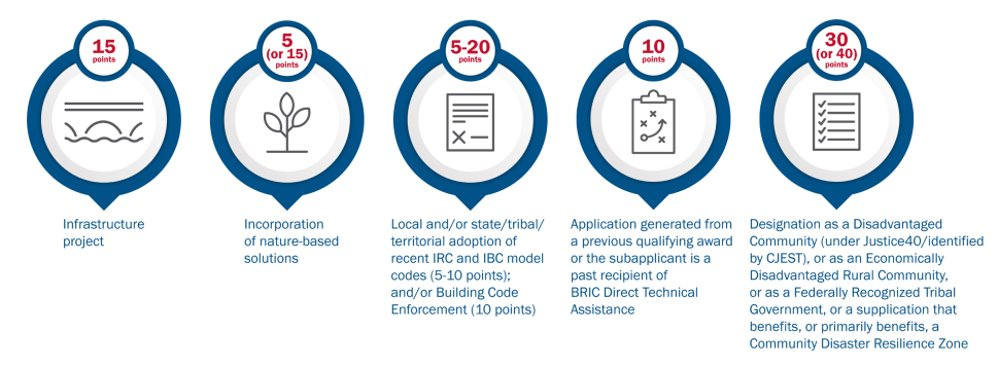 15
points
Infrastructure
project
5
(or 15)
points
Incorporation
of nature-based
solutions
5-20
points
Local and/or state/tribal/
territorial adoption of
recent IRC and IBC model
codes (5-10 points);
and/or Building Code
Enforcement (10 points)
10
points
Application generated from
a previous qualifying award
or the subapplicant is a
past recipient of
BRIC Direct Technical
Assistance
30
(or 40)
points
Designation as a Disadvantaged
Community (under Justice40/identified
by CJEST), or as an Economically
Disadvantaged Rural Community,
or as a Federally Recognized Tribal
Government, or a supplication that
benefits, or primarily benefits, a
Community Disaster Resilience Zone